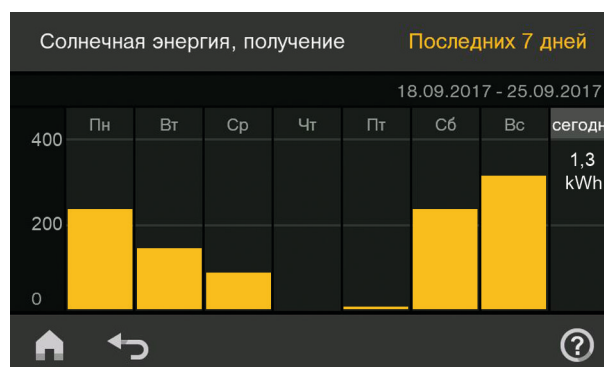 Солнечная энергия, получение Последних 7 дней
18.09.2017 - 25.09.2017
Пн Вт Ср Чт Пт Сб Вс сегодн
400
1,3
kWh
200
0
?